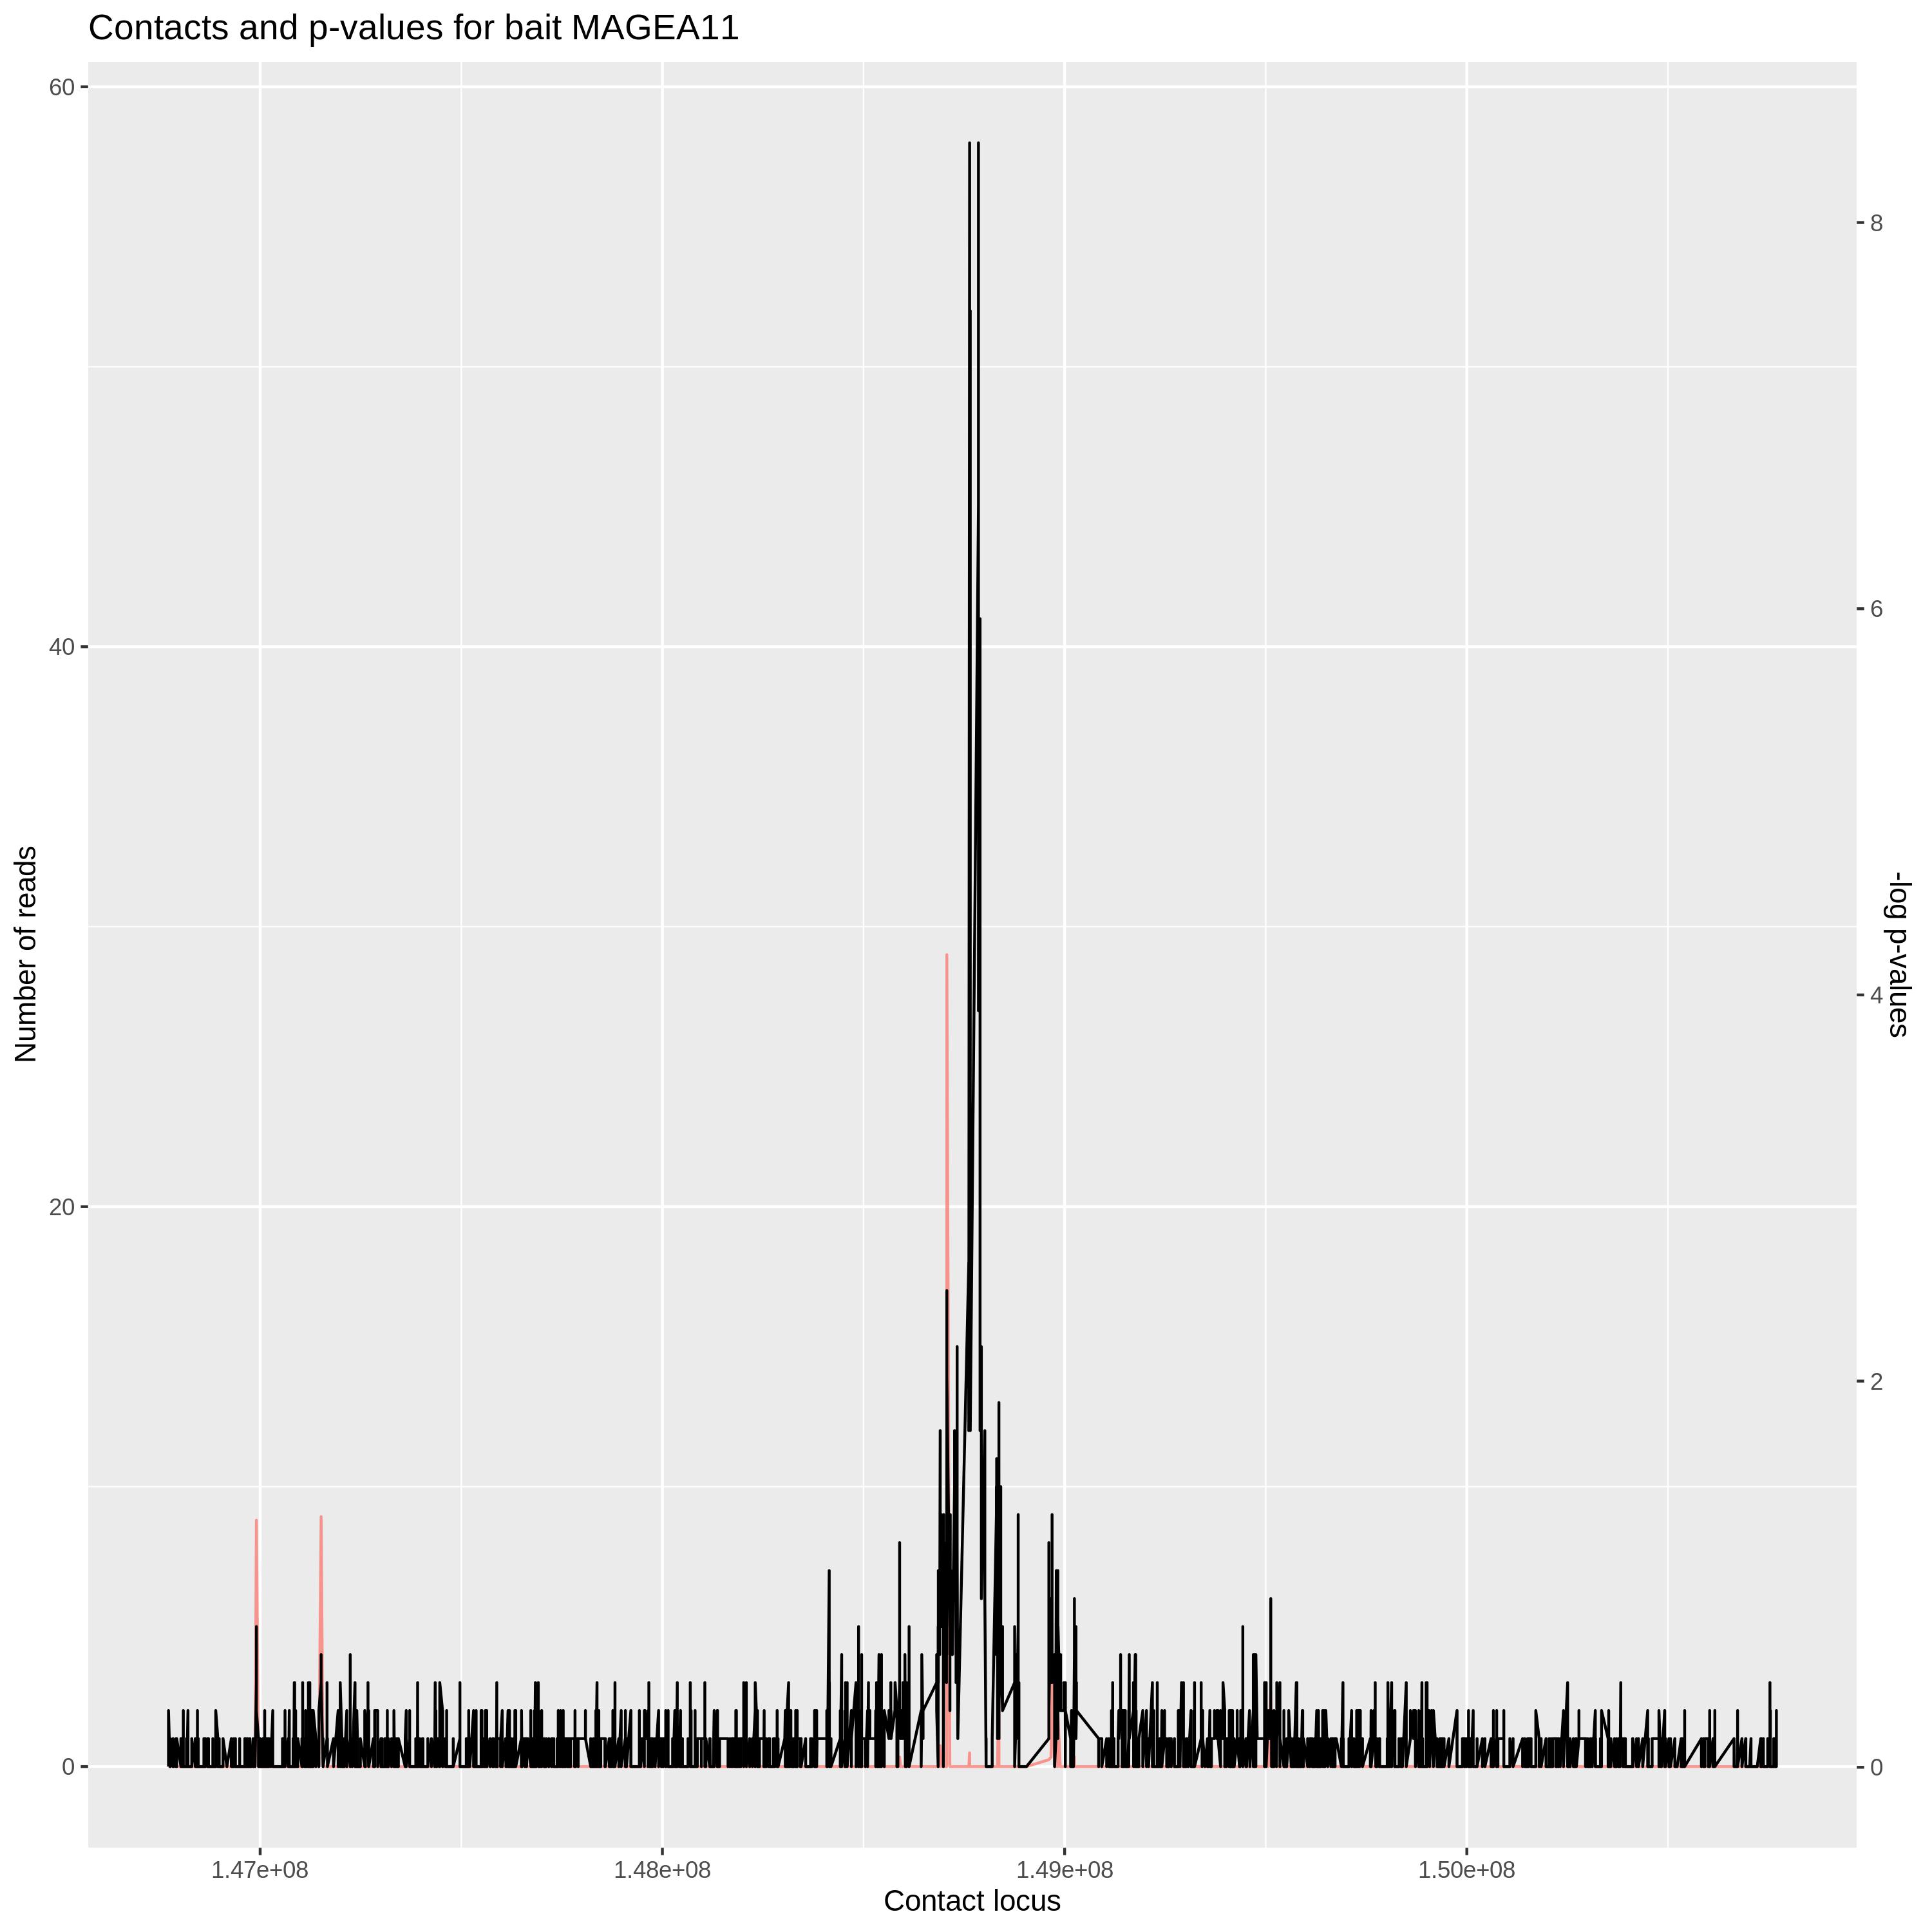 Contacts and p-values for bait MAGEA11
60
40
20
0
Number of reads
8
6
4
2
0
-log p-values
1.47e+08
1.48e+08
1.49e+08
1.50e+08
Contact locus